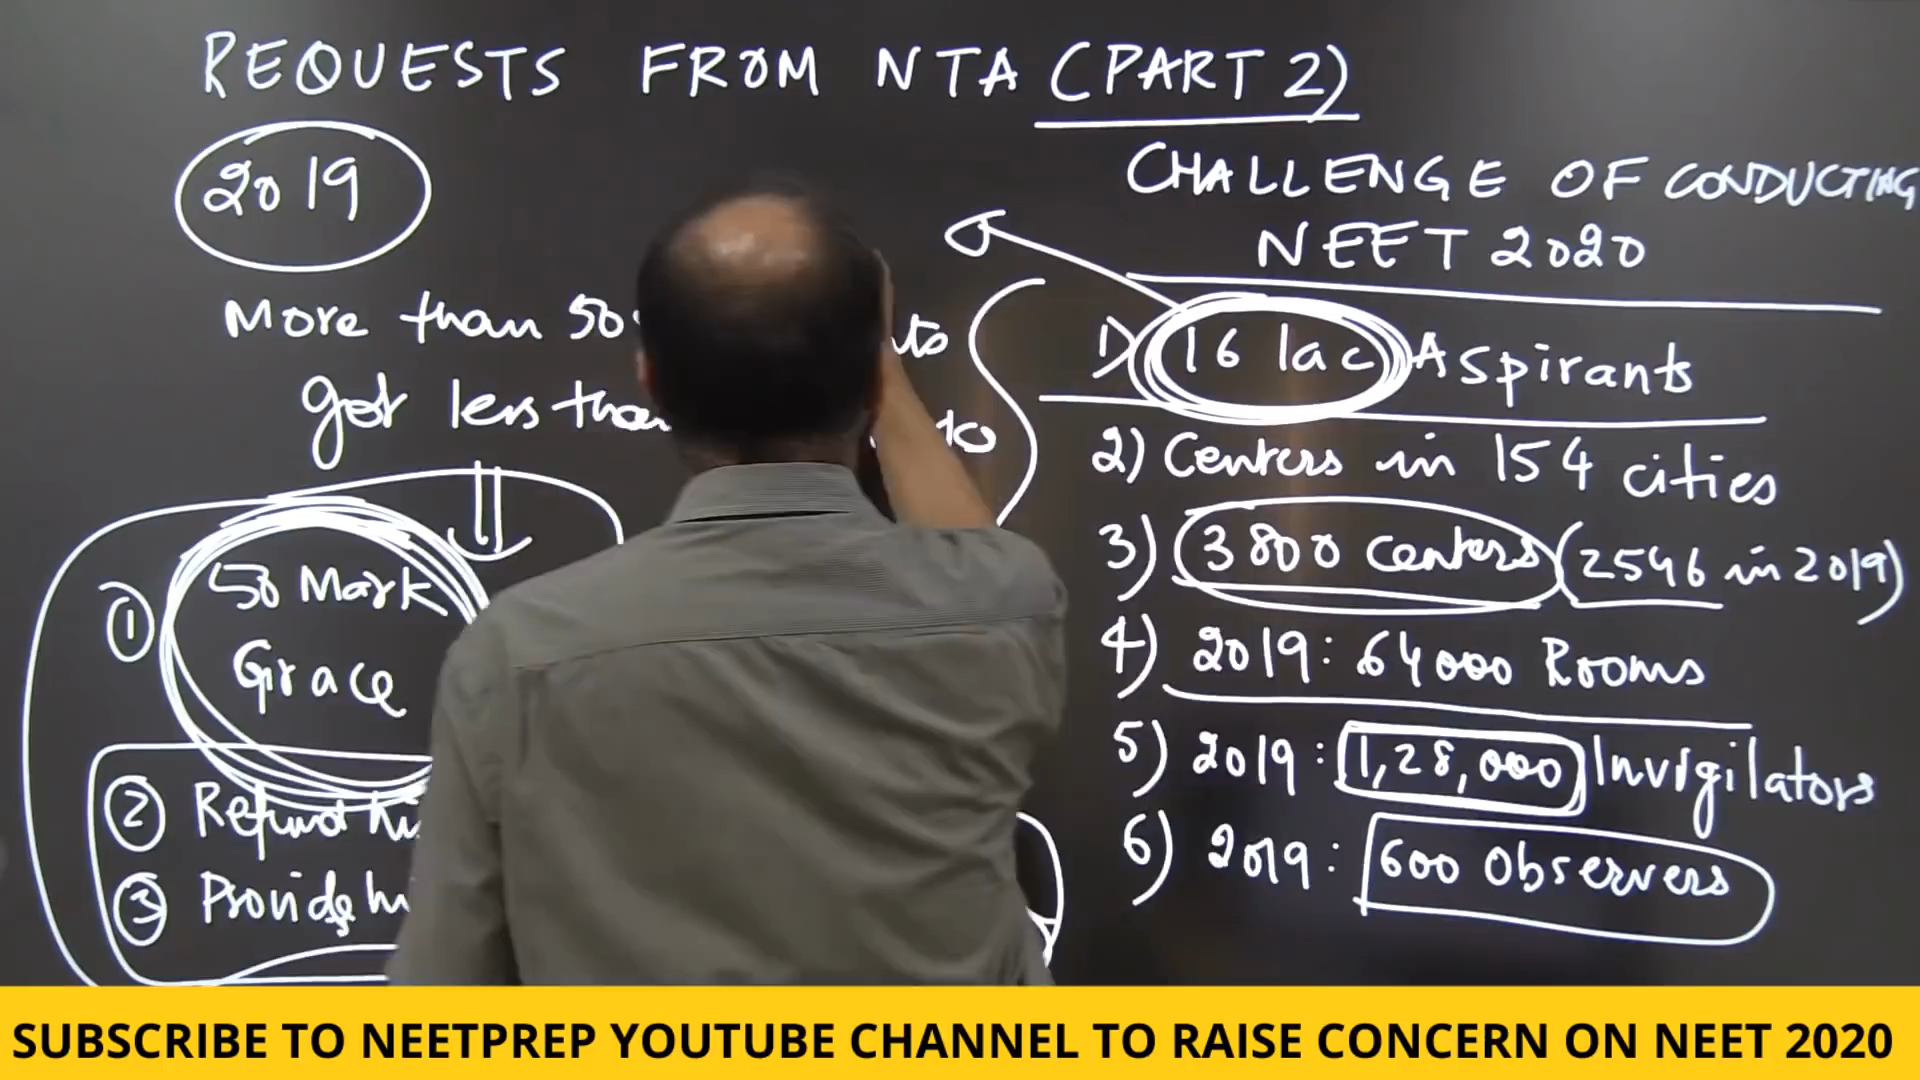 REQUESTS FROM NTA (PART 2)
2019
More than 50
got less than
50 Mark
Grace
①
② Refund
③ Provide
CHALLENGE OF CONDUCTING
NEET 2020
1) 16 lac Aspirants
2) Centers in 154 cities
3) 3800 centers (2546 in 2019)
4) 2019: 64000 Rooms
5) 2019: 1,28,000 Invigilators
6) 2019: 600 Observers
SUBSCRIBE TO NEETPREP YOUTUBE CHANNEL TO RAISE CONCERN ON NEET 2020